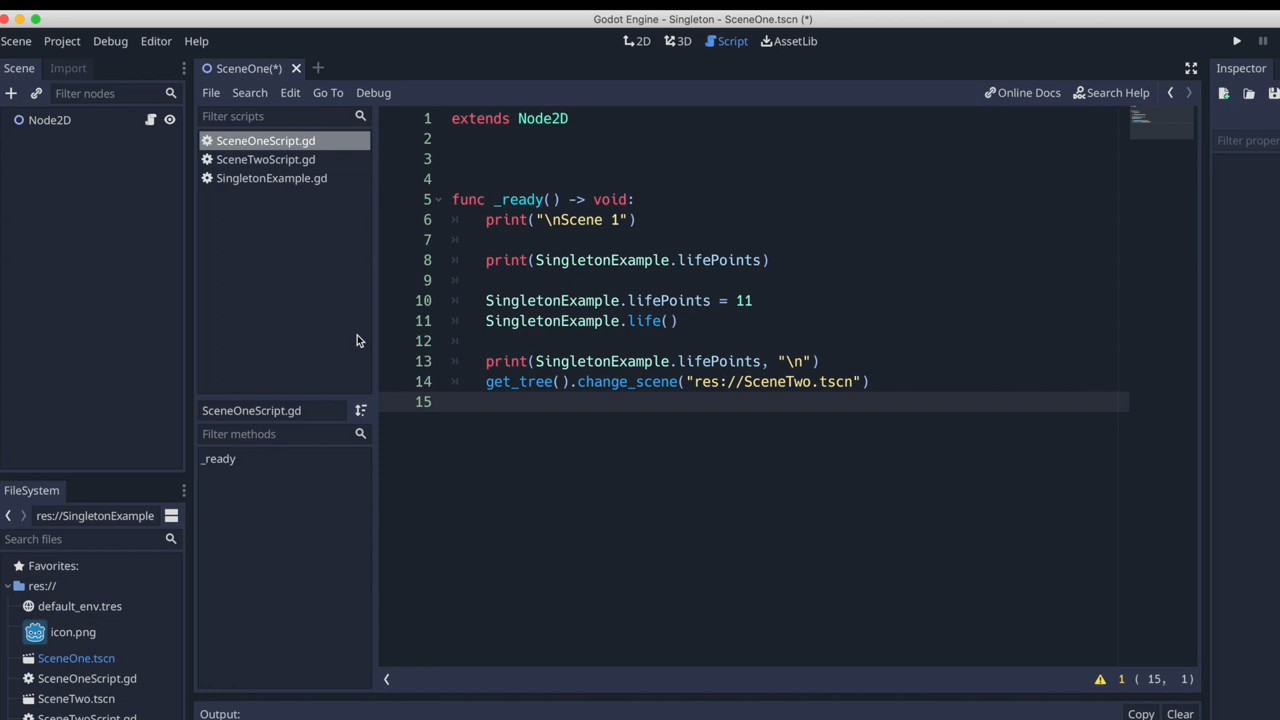 Godot Engine - Singleton - SceneOne.tscn (*)
Scene Project Debug Editor Help
2D 3D Script AssetLib
Scene Import
SceneOne(*)
Inspector
Filter nodes
File Search Edit Go To Debug
Online Docs Search Help
Node2D
Filter scripts
SceneOneScript.gd
SceneTwoScript.gd
SingletonExample.gd
Filter proper
1 extends Node2D
2
3
4
5 func _ready() -> void:
6 print("\nScene 1")
7
8 print(SingletonExample.lifePoints)
9
10 SingletonExample.lifePoints = 11
11 SingletonExample.life()
12
13 print(SingletonExample.lifePoints, "\n")
14 get_tree().change_scene("res://SceneTwo.tscn")
15
SceneOneScript.gd
Filter methods
_ready
FileSystem
res://SingletonExample
Search files
Favorites:
res://
default_env.tres
icon.png
SceneOne.tscn
SceneOneScript.gd
SceneTwo.tscn
SceneTwoScript.gd
1 ( 15, 1)
Output:
Copy Clear